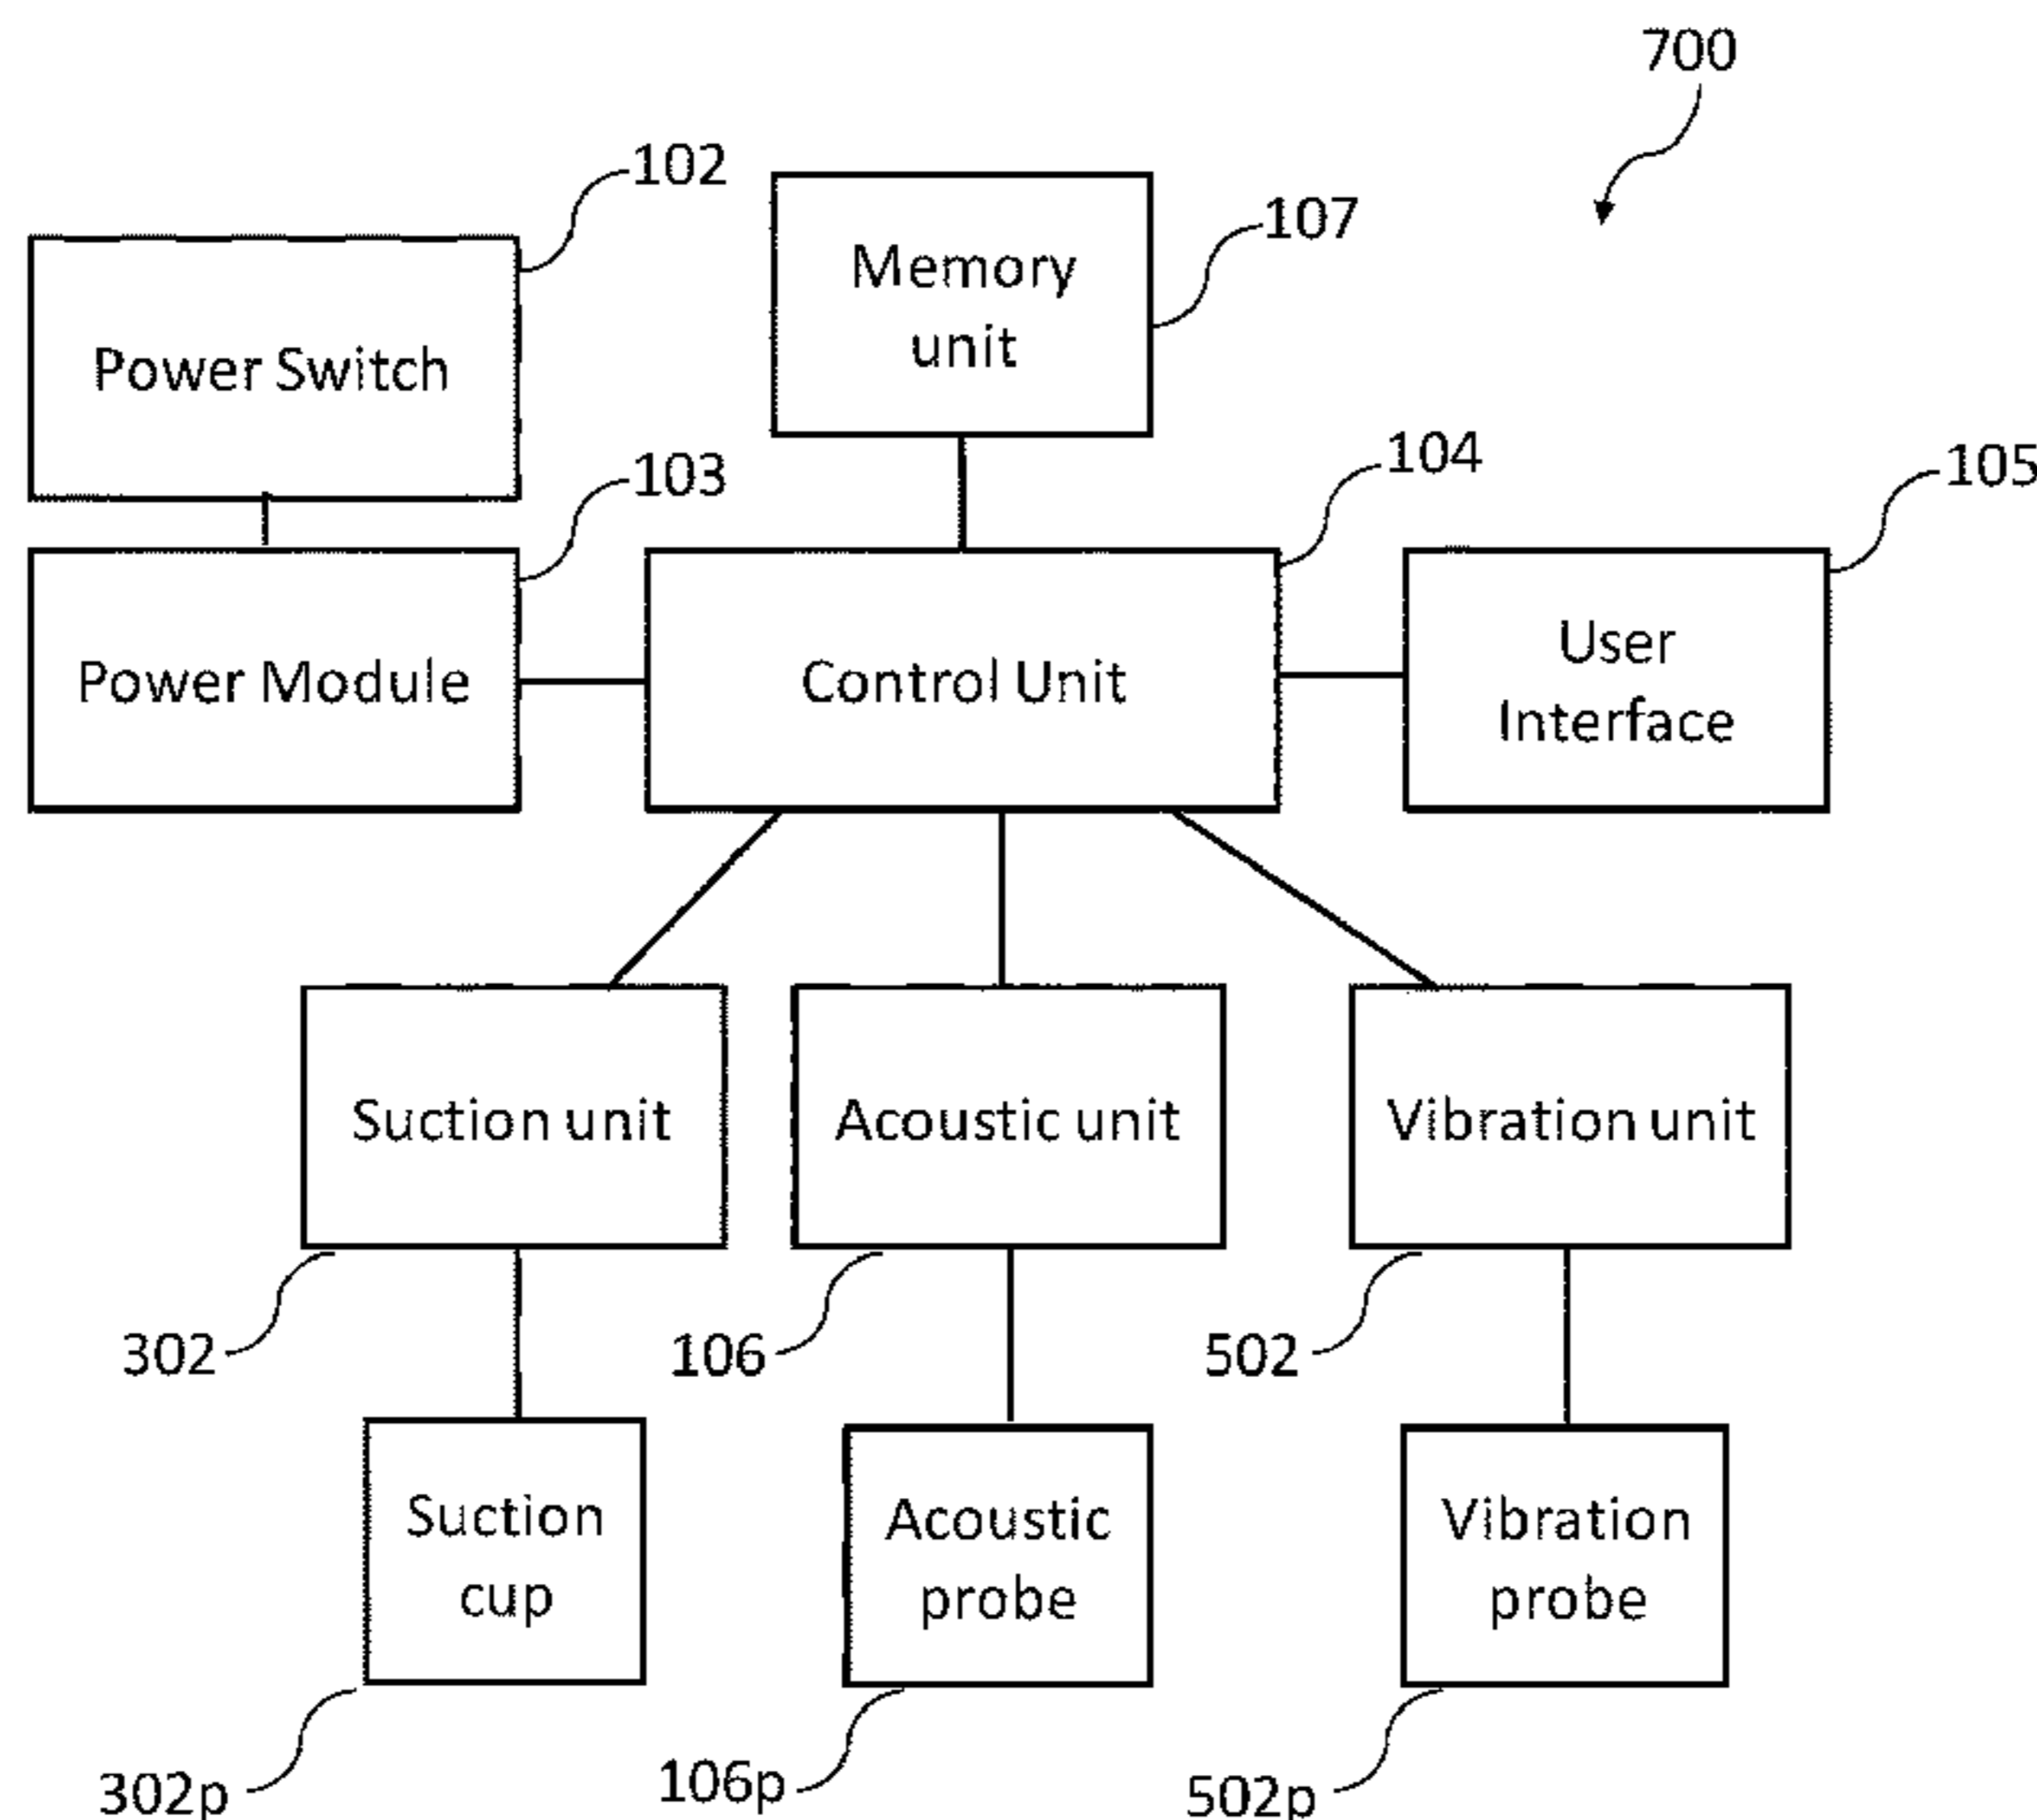 700
102
107
Memory
unit
Power Switch
103
104
105
Power Module
Control Unit
User
Interface
Suction unit
Acoustic unit
Vibration unit
302
106
502
Suction
cup
Acoustic
probe
Vibration
probe
302p
106p
502p